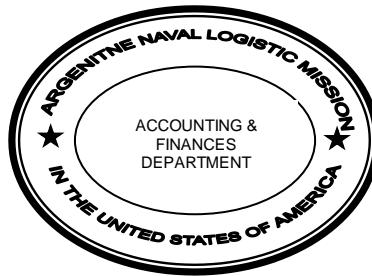 ARGENITNE NAVAL LOGISTIC MISSION
ACCOUNTING &
FINANCES
DEPARTMENT
IN THE UNITED STATES OF AMERICA